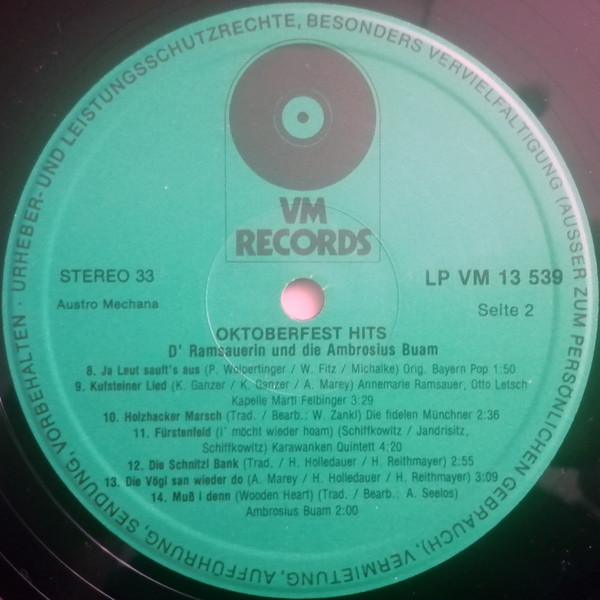 URHEBER- UND LEISTUNGSSCHUTZRECHTE, BESONDERS VERVIELFÄLTIGUNG (AUSSER ZUM PERSÖNLICHEN GEBRAUCH), VERMIETUNG, AUFFÜHRUNG, SENDUNG, VORBEHALTEN ·
VM
RECORDS
STEREO 33
LP VM 13 539
Austro Mechana
Seite 2
OKTOBERFEST HITS
D' Ramsauerin und die Ambrosius Buam
8. Ja Leut sauft's aus (P. Wolpertinger / W. Fitz / Michalke) Orig. Bayern Pop 1:50
9. Kufsteiner Lied (K. Ganzer / K. Ganzer / A. Marey) Annemarie Ramsauer, Otto Letsch
Kapelle Martl Felbinger 3:29
10. Holzhacker Marsch (Trad. / Bearb.: W. Zankl) Die fidelen Münchner 2:36
11. Fürstenfeld (i' möcht wieder hoam) (Schiffkowitz / Jandrisitz,
Schiffkowitz) Karawanken Quintett 4:20
12. Die Schnitzl Bank (Trad. / H. Holledauer / H. Reithmayer) 2:55
13. Die Vögl san wieder do (A. Marey / H. Holledauer / H. Reithmayer) 3:09
14. Muß i denn (Wooden Heart) (Trad. / Bearb.: A. Seelos)
Ambrosius Buam 2:00